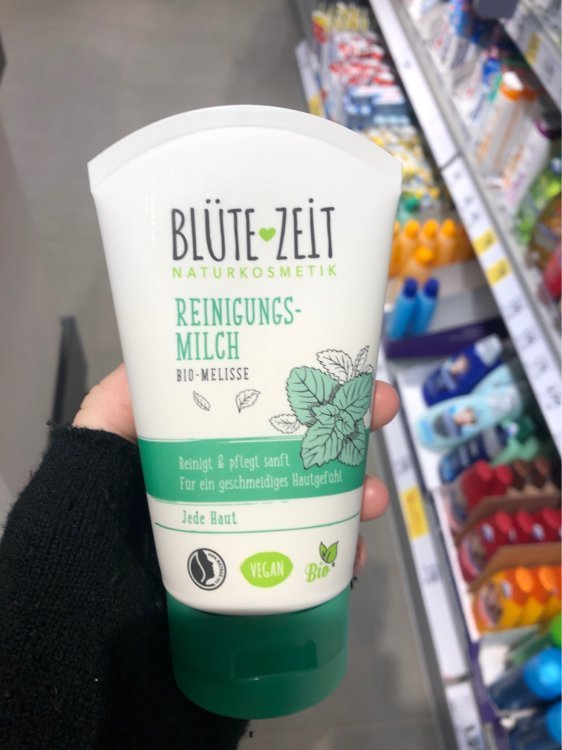 BLÜTE ZEIT
NATURKOSMETIK
REINIGUNGS-
MILCH
BIO-MELISSE
Reinigt & pflegt sanft
Für ein geschmeidiges Hautgefühl
Jede Haut
VEGAN
Bio